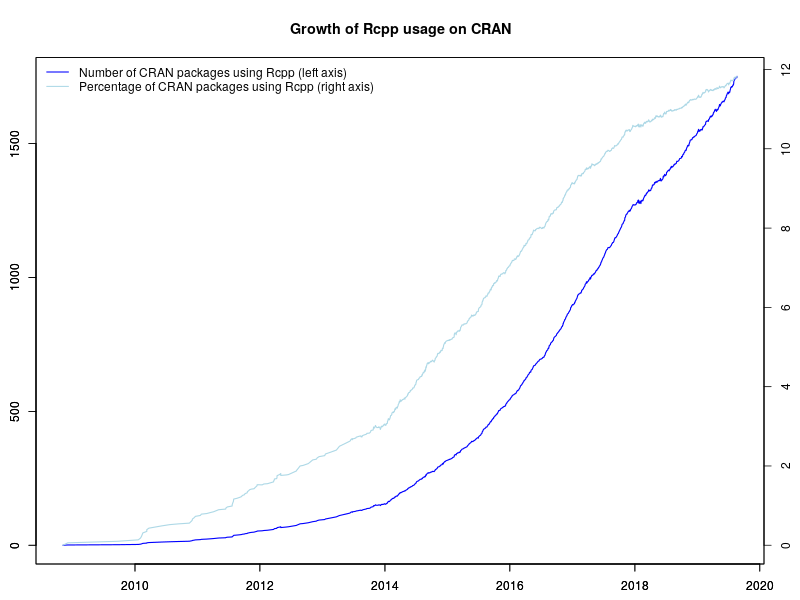 Growth of Rcpp usage on CRAN
Number of CRAN packages using Rcpp (left axis)
Percentage of CRAN packages using Rcpp (right axis)
1500
1000
500
0
12
10
8
6
4
2
0
2010 2012 2014 2016 2018 2020